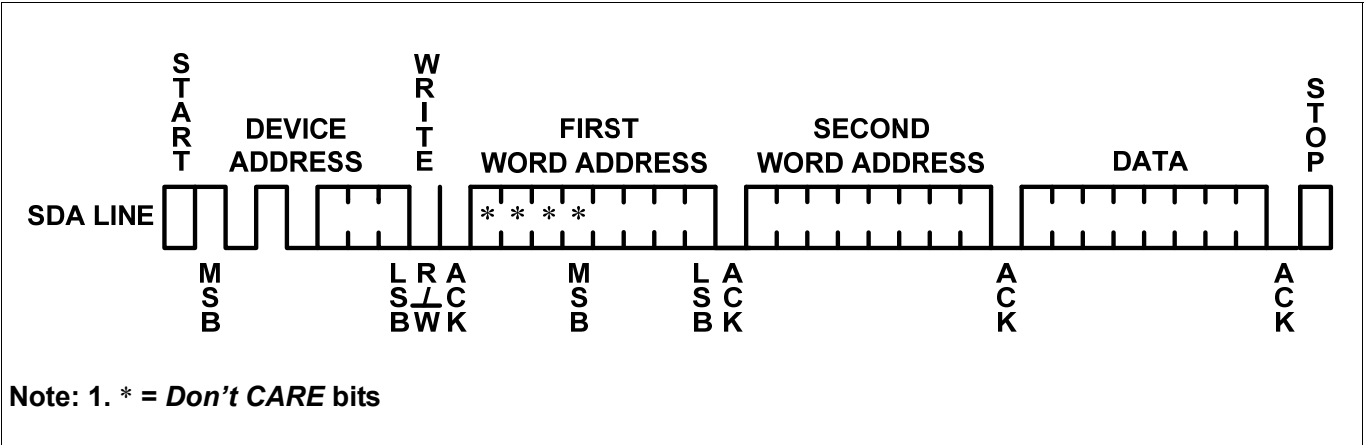 START
WRITE
STOP
DEVICE
ADDRESS
FIRST
WORD ADDRESS
SECOND
WORD ADDRESS
DATA
SDA LINE
* * * *
MSB
LSB
R/W
ACK
MSB
LSB
ACK
ACK
ACK
Note: 1. * = Don't CARE bits